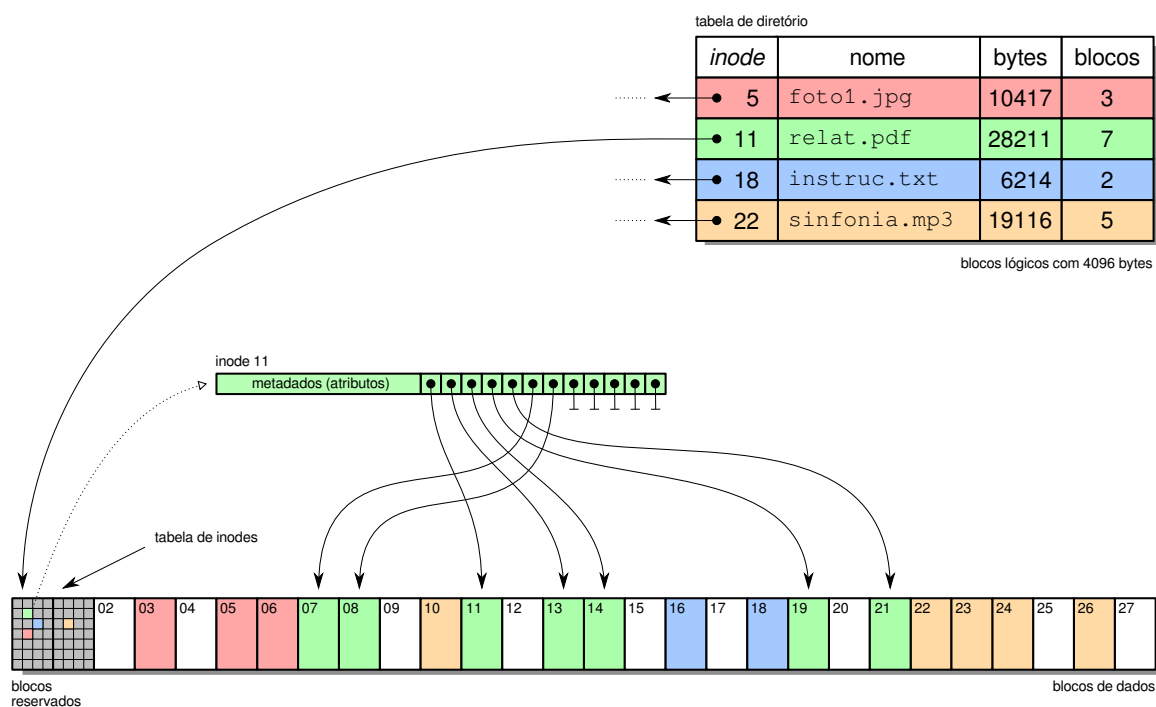 tabela de diretório
inode nome bytes blocos
5 foto1.jpg 10417 3
11 relat.pdf 28211 7
18 instruc.txt 6214 2
22 sinfonia.mp3 19116 5
blocos lógicos com 4096 bytes
inode 11
metadados (atributos)
tabela de inodes
02 03 04 05 06 07 08 09 10 11 12 13 14 15 16 17 18 19 20 21 22 23 24 25 26 27
blocos
reservados
blocos de dados